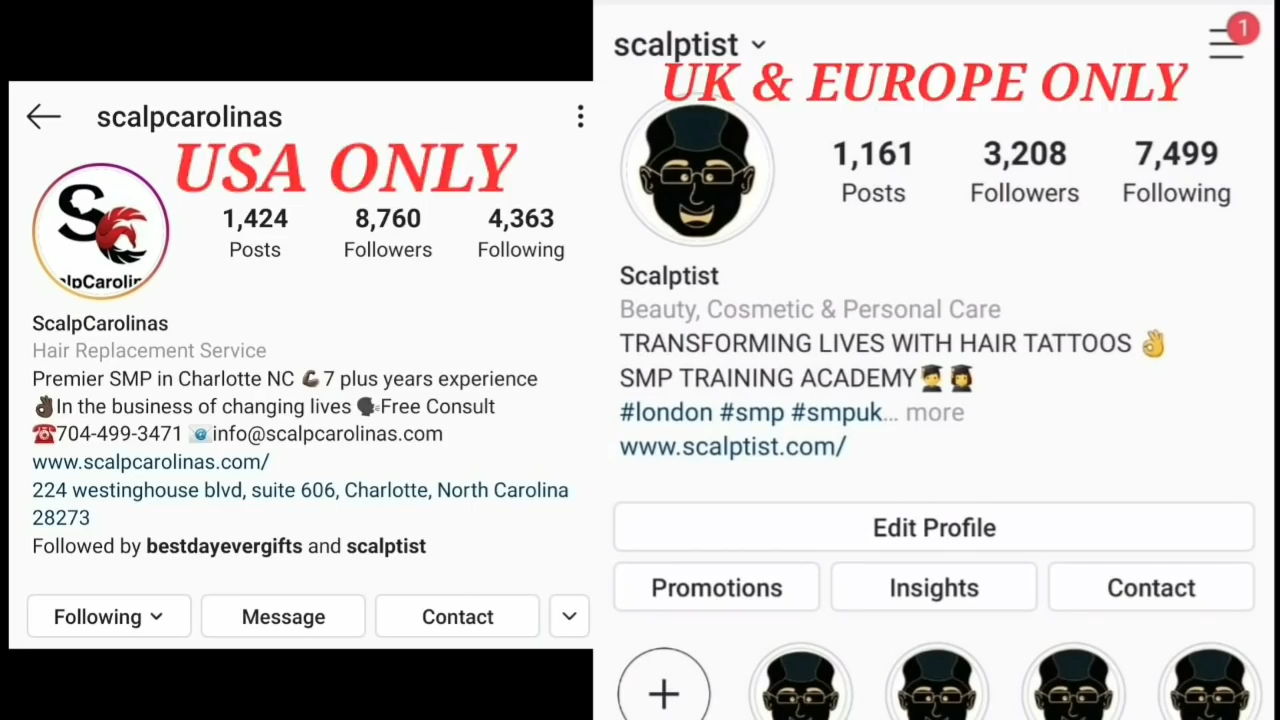 scalpcarolinas
USA ONLY
1,424
8,760
4,363
Posts
Followers
Following
ScalpCarolinas
Hair Replacement Service
Premier SMP in Charlotte NC 💪🏿7 plus years experience
👌🏿In the business of changing lives 🗣Free Consult
☎️704-499-3471 📧info@scalpcarolinas.com
www.scalpcarolinas.com/
224 westinghouse blvd, suite 606, Charlotte, North Carolina
28273
Followed by bestdayevergifts and scalptist
Following
Message
Contact
scalptist
1
UK & EUROPE ONLY
1,161
3,208
7,499
Posts
Followers
Following
Scalptist
Beauty, Cosmetic & Personal Care
TRANSFORMING LIVES WITH HAIR TATTOOS 👌
SMP TRAINING ACADEMY👨‍🎓👩‍🎓
#london #smp #smpuk... more
www.scalptist.com/
Edit Profile
Promotions
Insights
Contact